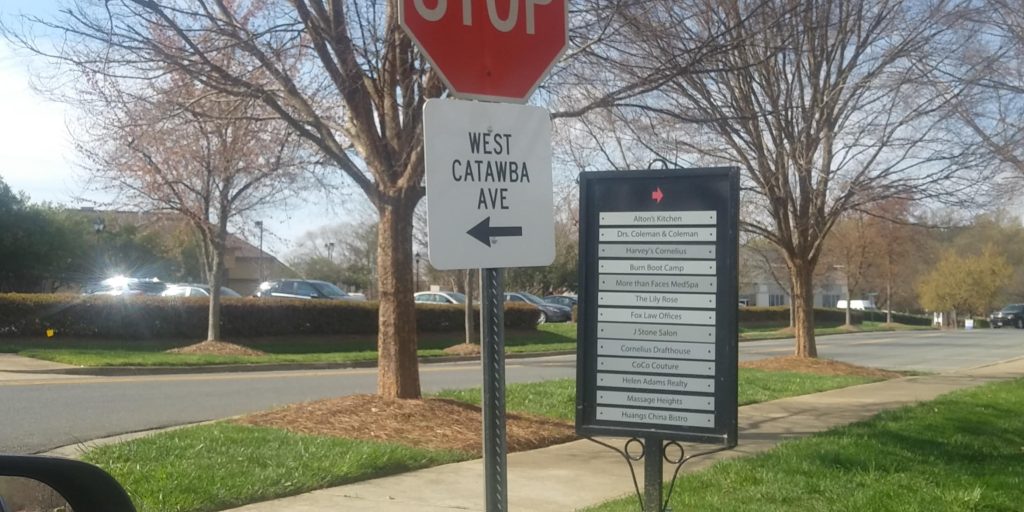 STOP
WEST
CATAWBA
AVE
Alton's Kitchen
Drs. Coleman & Coleman
Harvey's Cornelius
Burn Boot Camp
More than Faces MedSpa
The Lily Rose
Fox Law Offices
J Stone Salon
Cornelius Drafthouse
CoCo Couture
Helen Adams Realty
Massage Heights
Huangs China Bistro